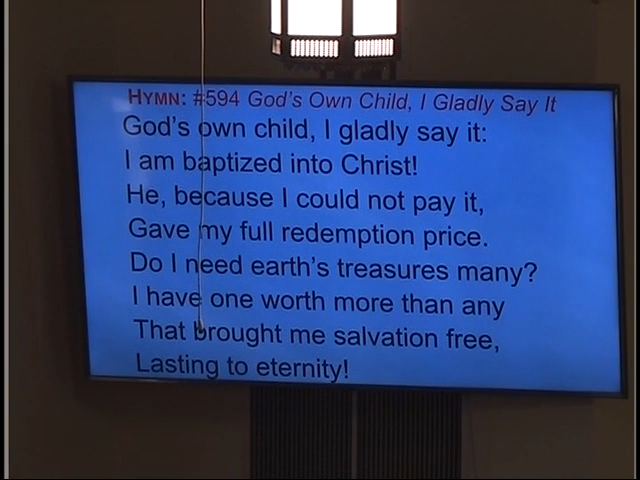 HYMN: #594 God's Own Child, I Gladly Say It
God's own child, I gladly say it:
I am baptized into Christ!
He, because I could not pay it,
Gave my full redemption price.
Do I need earth's treasures many?
I have one worth more than any
That brought me salvation free,
Lasting to eternity!